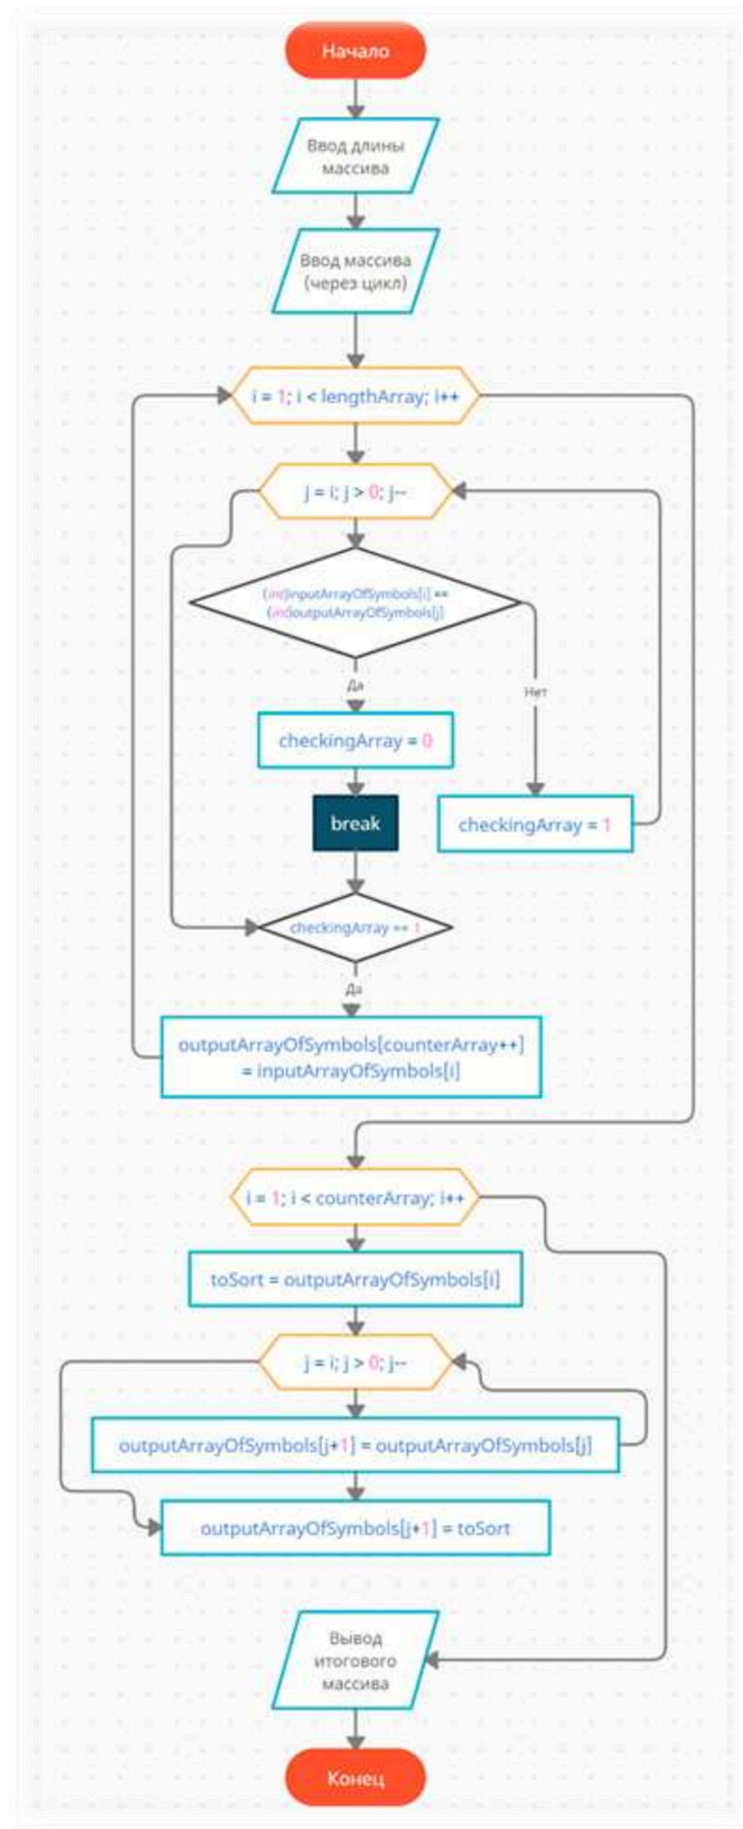 Начало
Ввод длины
массива
Ввод массива
(через цикл)
i = 1; i < lengthArray; i++
j = i; j > 0; j--
(int)inputArrayOfSymbols[i] ==
(int)outputArrayOfSymbols[j]
Да
Нет
checkingArray = 0
break
checkingArray = 1
checkingArray == 1
Да
outputArrayOfSymbols[counterArray++]
= inputArrayOfSymbols[i]
i = 1; i < counterArray; i++
toSort = outputArrayOfSymbols[i]
j = i; j > 0; j--
outputArrayOfSymbols[j+1] = outputArrayOfSymbols[j]
outputArrayOfSymbols[j+1] = toSort
Вывод
итогового
массива
Конец